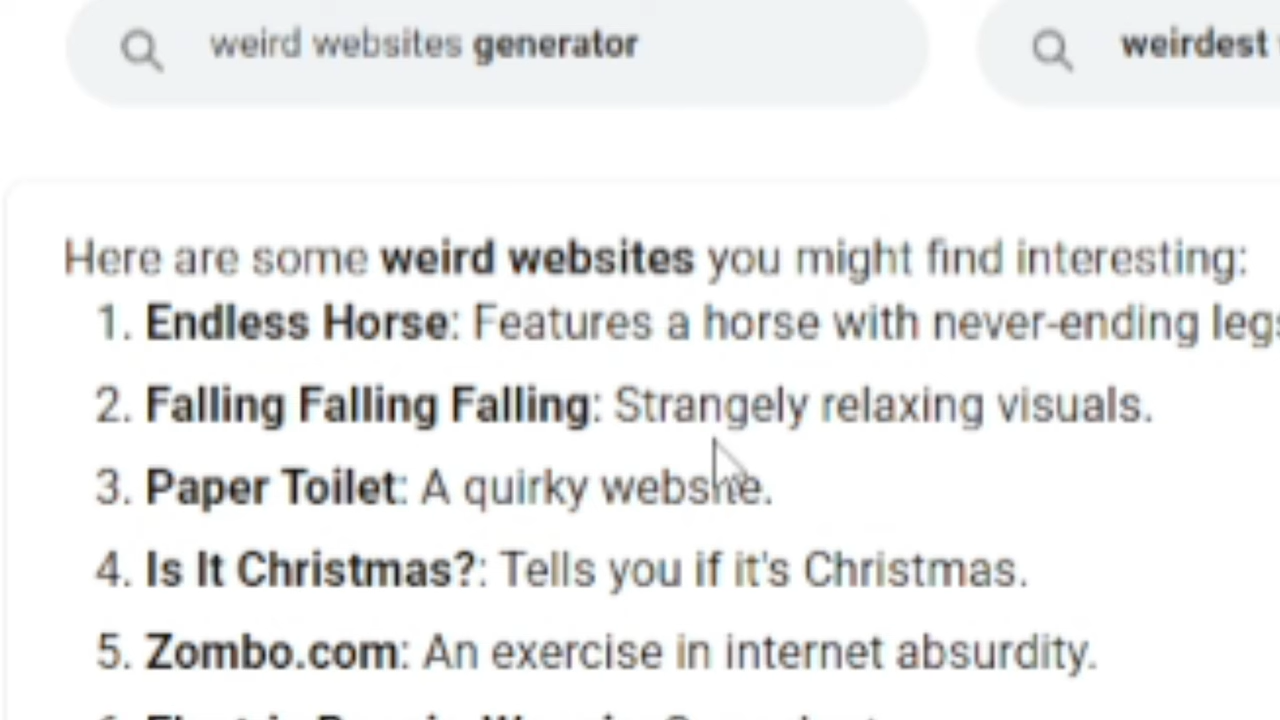 weird websites generator
weirdest
Here are some weird websites you might find interesting:
1. Endless Horse: Features a horse with never-ending legs
2. Falling Falling Falling: Strangely relaxing visuals.
3. Paper Toilet: A quirky website.
4. Is It Christmas?: Tells you if it's Christmas.
5. Zombo.com: An exercise in internet absurdity.